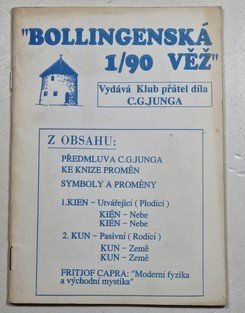 "BOLLINGENSKÁ
1/90 VĚŽ"
Vydává Klub přátel díla
C.G.JUNGA
Z OBSAHU:
PŘEDMLUVA C.G.JUNGA
KE KNIZE PROMĚN
SYMBOLY A PROMĚNY
1.KIEN - Utvářející ( Plodící )
KIEN - Nebe
KIEN - Nebe
2. KUN - Pasivní ( Rodící )
KUN - Země
KUN - Země
FRITJOF CAPRA: "Moderní fyzika
a východní mystika"